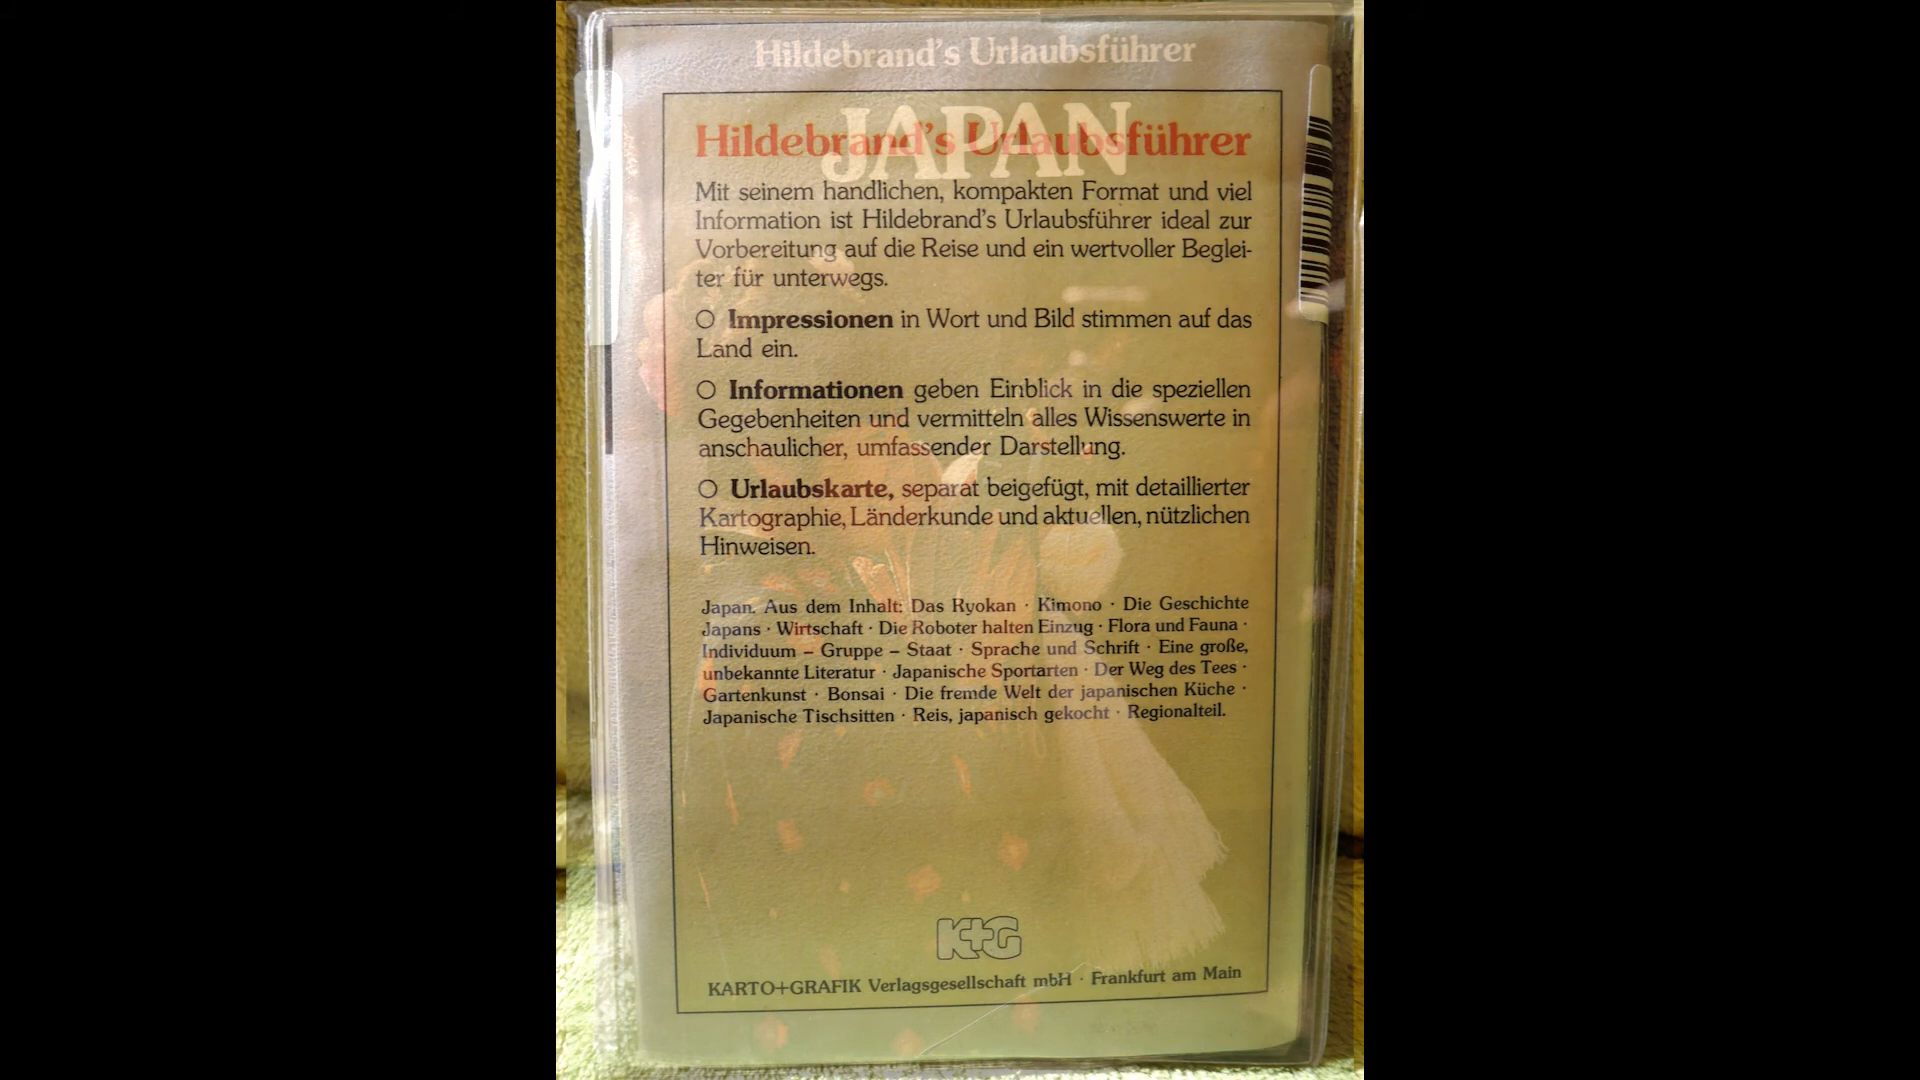 Hildebrand's Urlaubsführer
JAPAN
Hildebrand's Urlaubsführer
Mit seinem handlichen, kompakten Format und viel
Information ist Hildebrand's Urlaubsführer ideal zur
Vorbereitung auf die Reise und ein wertvoller Beglei-
ter für unterwegs.
O Impressionen in Wort und Bild stimmen auf das
Land ein.
O Informationen geben Einblick in die speziellen
Gegebenheiten und vermitteln alles Wissenswerte in
anschaulicher, umfassender Darstellung.
O Urlaubskarte, separat beigefügt, mit detaillierter
Kartographie, Länderkunde und aktuellen, nützlichen
Hinweisen.
Japan. Aus dem Inhalt: Das Ryokan · Kimono · Die Geschichte
Japans · Wirtschaft · Die Roboter halten Einzug · Flora und Fauna ·
Individuum – Gruppe – Staat · Sprache und Schrift · Eine große,
unbekannte Literatur · Japanische Sportarten · Der Weg des Tees ·
Gartenkunst · Bonsai · Die fremde Welt der japanischen Küche ·
Japanische Tischsitten · Reis, japanisch gekocht · Regionalteil.
K+G
KARTO+GRAFIK Verlagsgesellschaft mbH · Frankfurt am Main